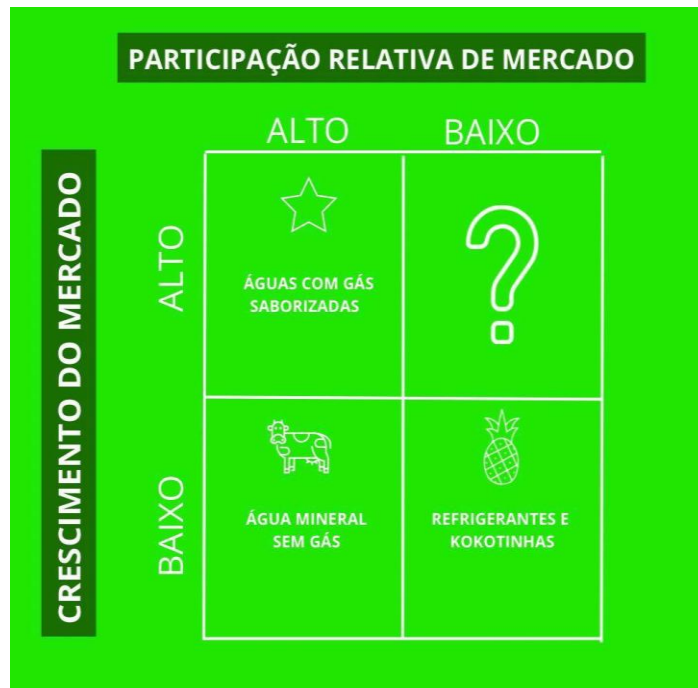 PARTICIPAÇÃO RELATIVA DE MERCADO
ALTO
BAIXO
CRESCIMENTO DO MERCADO
ALTO
ÁGUAS COM GÁS
SABORIZADAS
?
BAIXO
ÁGUA MINERAL
SEM GÁS
REFRIGERANTES E
KOKOTINHAS